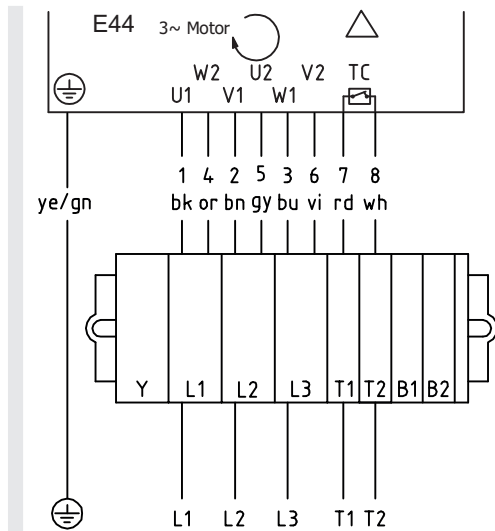 E44 3~ Motor
W2 U2 V2 TC
U1 V1 W1
1 4 2 5 3 6 7 8
ye/gn bk or bn gy bu vi rd wh
Y L1 L2 L3 T1 T2 B1 B2
L1 L2 L3 T1 T2